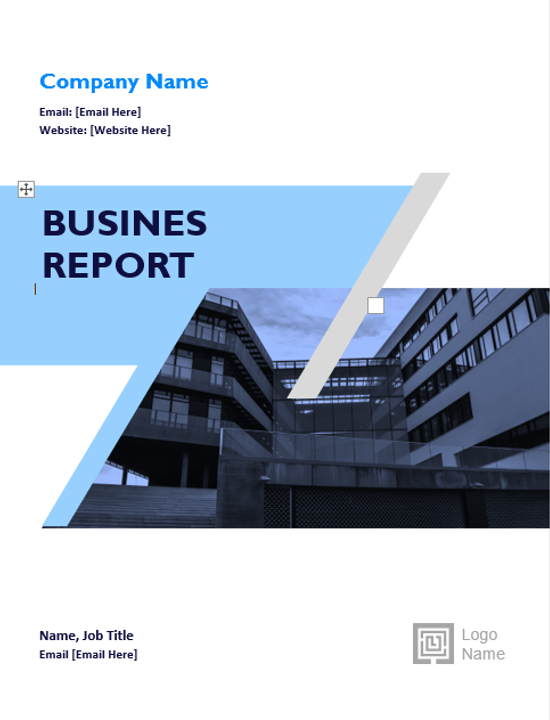 Company Name
Email: [Email Here]
Website: [Website Here]
BUSINES
REPORT
Name, Job Title
Email [Email Here]
Logo
Name